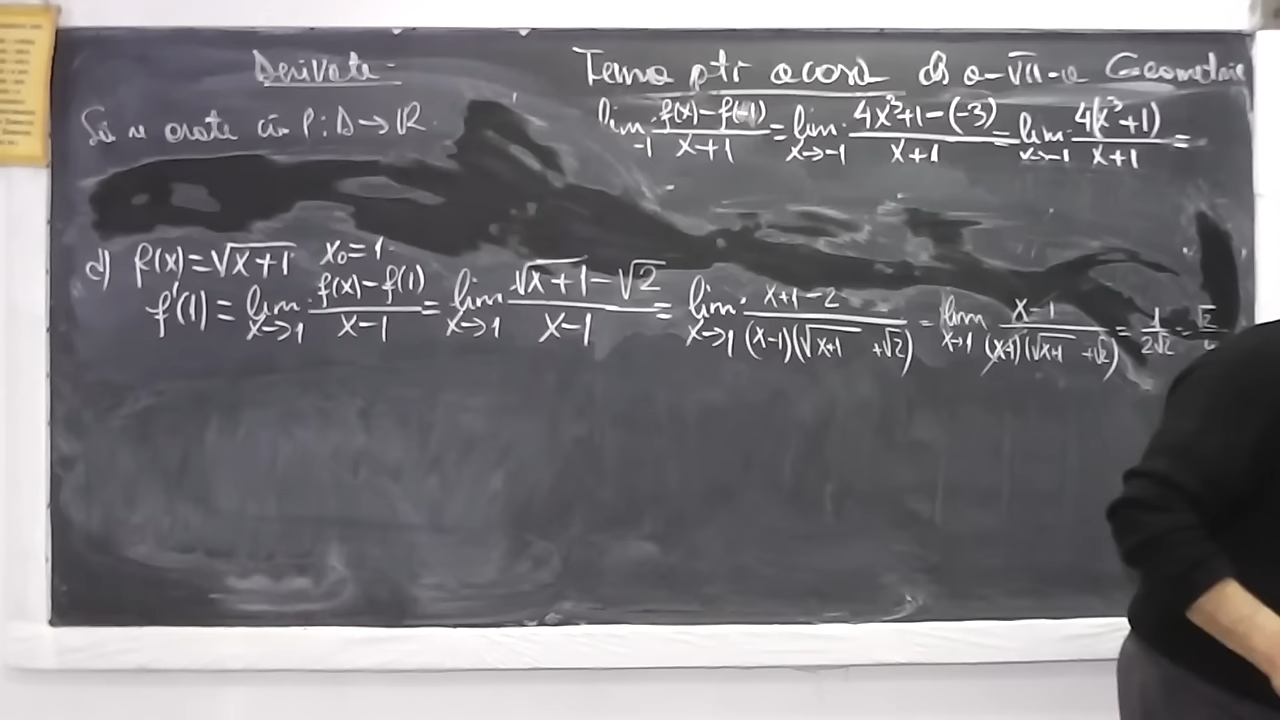 Derivate
Tema ptr acasă cls a-VII-a Geometrie
Să se arate că f:D→R
lim -1 f(x)-f(-1)/x+1 = lim x→-1 4x³+1-(-3)/x+1 = lim x→-1 4(x³+1)/x+1 =
d) f(x)=√x+1 x₀=1
f'(1) = lim x→1 f(x)-f(1)/x-1 = lim x→1 √x+1-√2/x-1 = lim x→1 x+1-2/(x-1)(√x+1 +√2) = lim x→1 x-1/(x-1)(√x+1 +√2) = 1/2√2 = √2/4